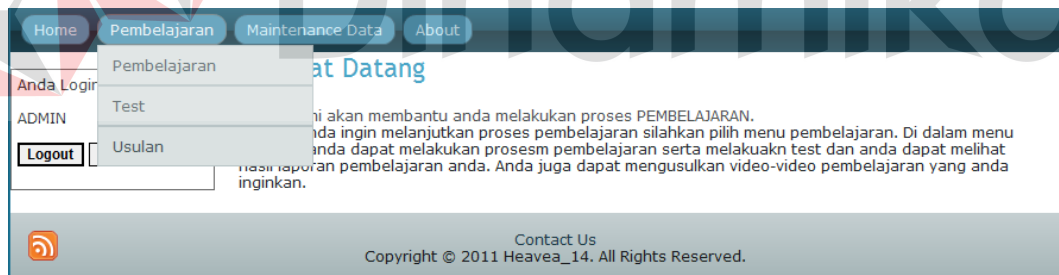 Dinamika
Home Pembelajaran Maintenance Data About
Pembelajaran
Test
Usulan
Anda Login
ADMIN
Logout
at Datang
ni akan membantu anda melakukan proses PEMBELAJARAN.
nda ingin melanjutkan proses pembelajaran silahkan pilih menu pembelajaran. Di dalam menu
anda dapat melakukan prosesm pembelajaran serta melakuakn test dan anda dapat melihat
hasil laporan pembelajaran anda. Anda juga dapat mengusulkan video-video pembelajaran yang anda
inginkan.
Contact Us
Copyright © 2011 Heavea_14. All Rights Reserved.